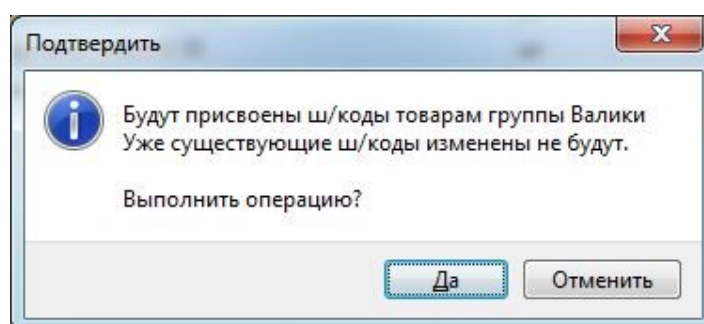 Подтвердить
Будут присвоены ш/коды товарам группы Валики
Уже существующие ш/коды изменены не будут.
Выполнить операцию?
Да
Отменить